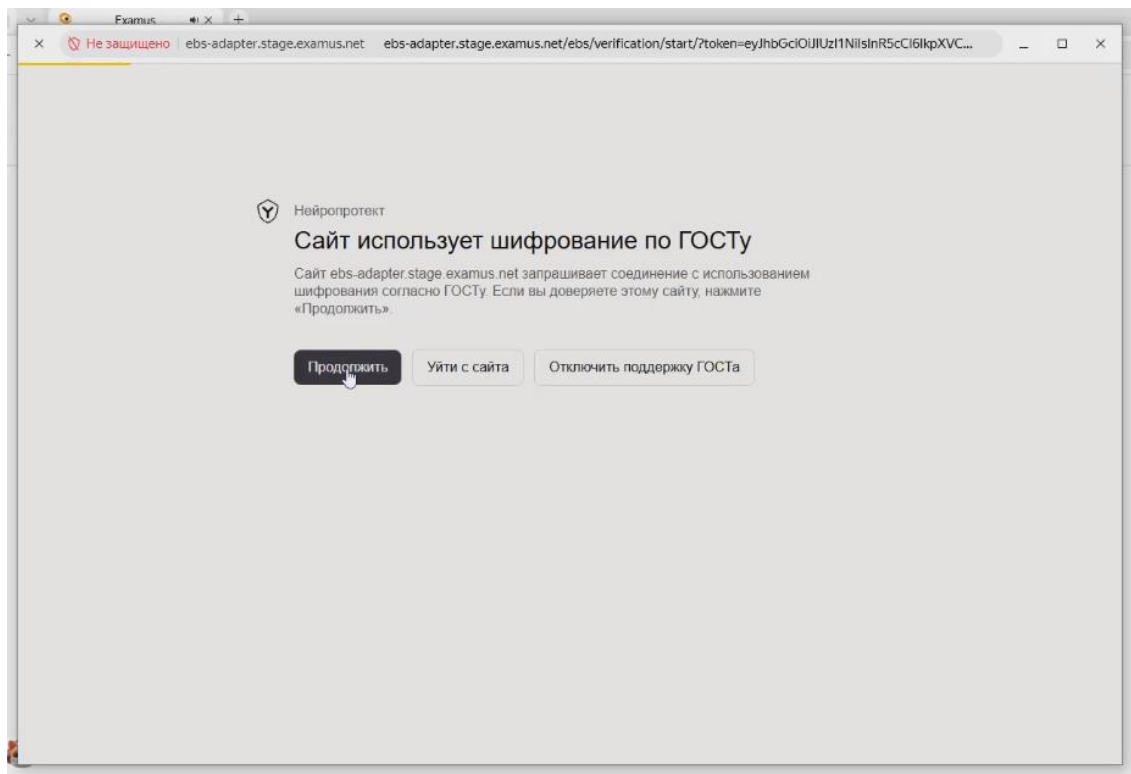 Examus
Не защищено ebs-adapter.stage.examus.net ebs-adapter.stage.examus.net/ebs/verification/start/?token=eyJhbGciOiJIUzI1NiIsInR5cCI6IkpXVC...
Нейропротект
Сайт использует шифрование по ГОСТу
Сайт ebs-adapter.stage.examus.net запрашивает соединение с использованием
шифрования согласно ГОСТу. Если вы доверяете этому сайту, нажмите
«Продолжить».
Продолжить Уйти с сайта Отключить поддержку ГОСТа